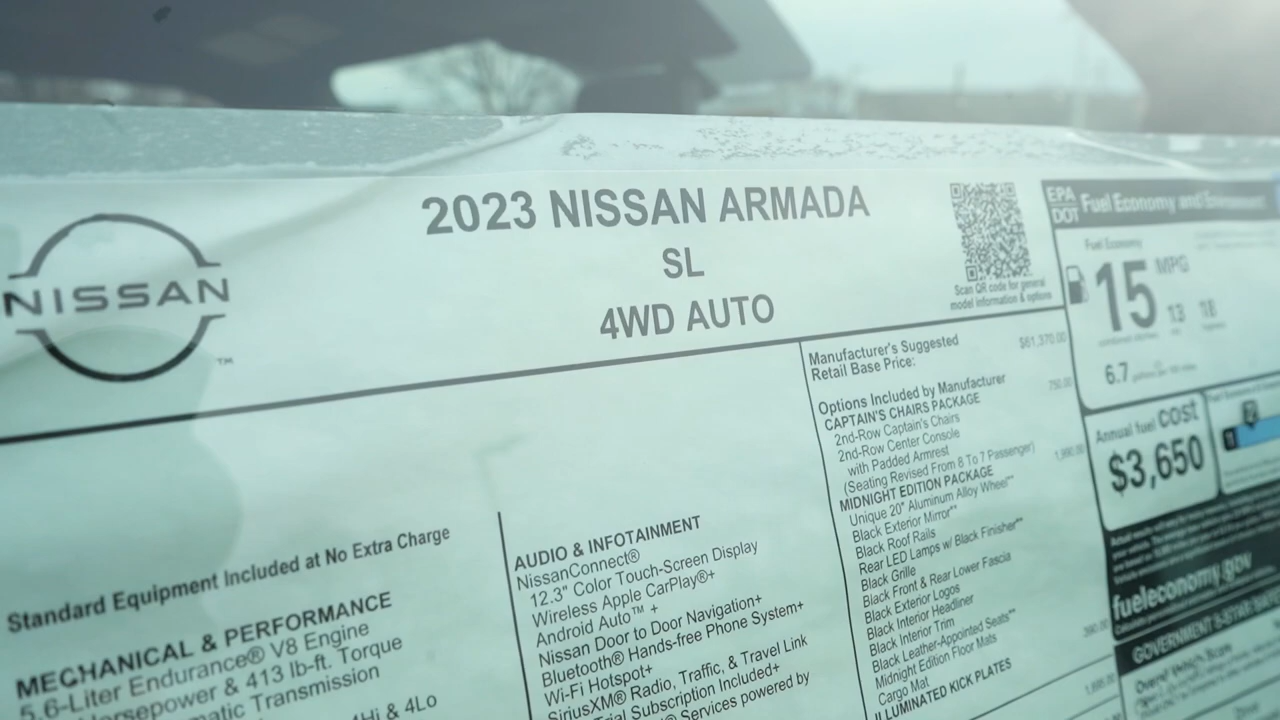 NISSAN
TM
2023 NISSAN ARMADA
SL
4WD AUTO
Scan QR code for general
model information & options
Standard Equipment Included at No Extra Charge
MECHANICAL & PERFORMANCE
5.6-Liter Endurance® V8 Engine
Horsepower & 413 lb-ft. Torque
Transmission
4Hi & 4Lo
AUDIO & INFOTAINMENT
NissanConnect®
12.3" Color Touch-Screen Display
Wireless Apple CarPlay®+
Android Auto™ +
Nissan Door to Door Navigation+
Bluetooth® Hands-free Phone System+
Wi-Fi Hotspot+
SiriusXM® Radio, Traffic, & Travel Link
Trial Subscription Included+
Services powered by
Manufacturer's Suggested
Retail Base Price: $61,370.00
Options Included by Manufacturer
CAPTAIN'S CHAIRS PACKAGE 750.00
2nd-Row Captain's Chairs
2nd-Row Center Console
with Padded Armrest
(Seating Revised From 8 To 7 Passenger)
MIDNIGHT EDITION PACKAGE 1,990.00
Unique 20" Aluminum Alloy Wheel**
Black Exterior Mirror**
Black Roof Rails
Rear LED Lamps w/ Black Finisher**
Black Grille
Black Front & Rear Lower Fascia
Black Exterior Logos
Black Interior Headliner
Black Interior Trim
Black Leather-Appointed Seats**
Midnight Edition Floor Mats
Cargo Mat
ILLUMINATED KICK PLATES 390.00
EPA
DOT
Fuel Economy and Environment
Fuel Economy
15 MPG
13 18
6.7
Annual fuel cost
$3,650
fueleconomy.gov
GOVERNMENT 5-STAR